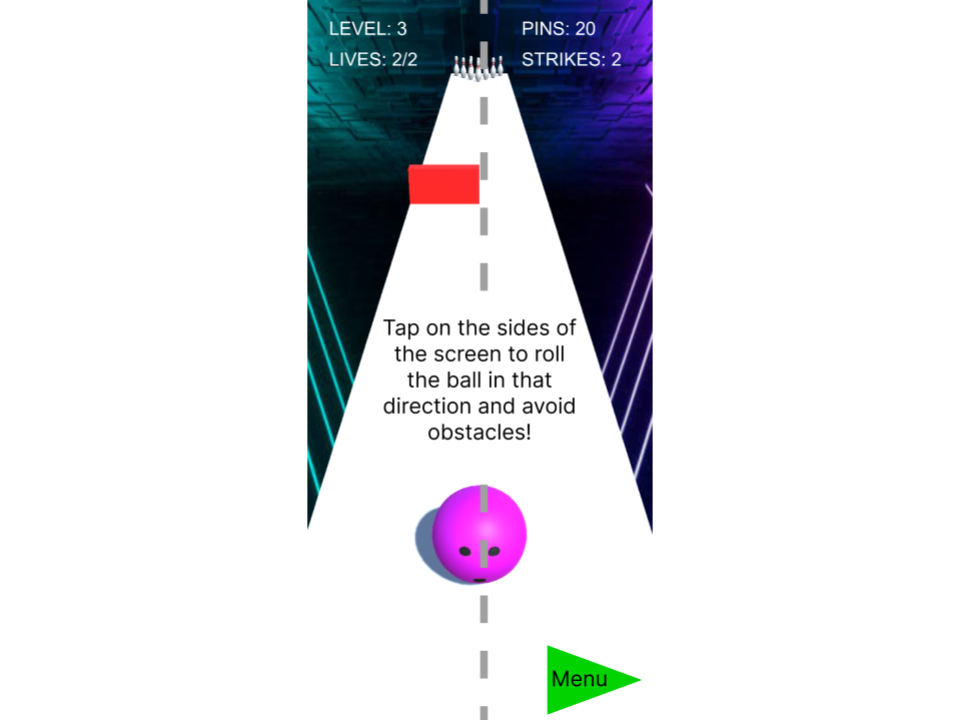 LEVEL: 3
PINS: 20
LIVES: 2/2
STRIKES: 2
Tap on the sides of
the screen to roll
the ball in that
direction and avoid
obstacles!
Menu